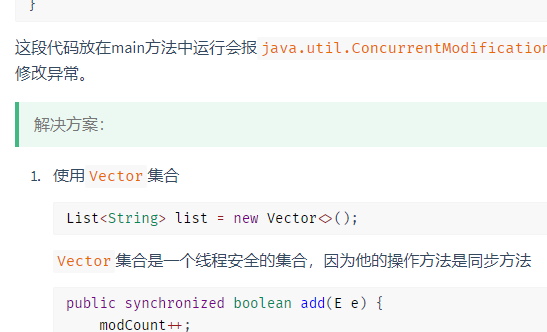 }
这段代码放在main方法中运行会报 java.util.ConcurrentModification
修改异常。
解决方案：
1. 使用 Vector 集合
List<String> list = new Vector<>();
Vector 集合是一个线程安全的集合，因为他的操作方法是同步方法
public synchronized boolean add(E e) {
modCount++;